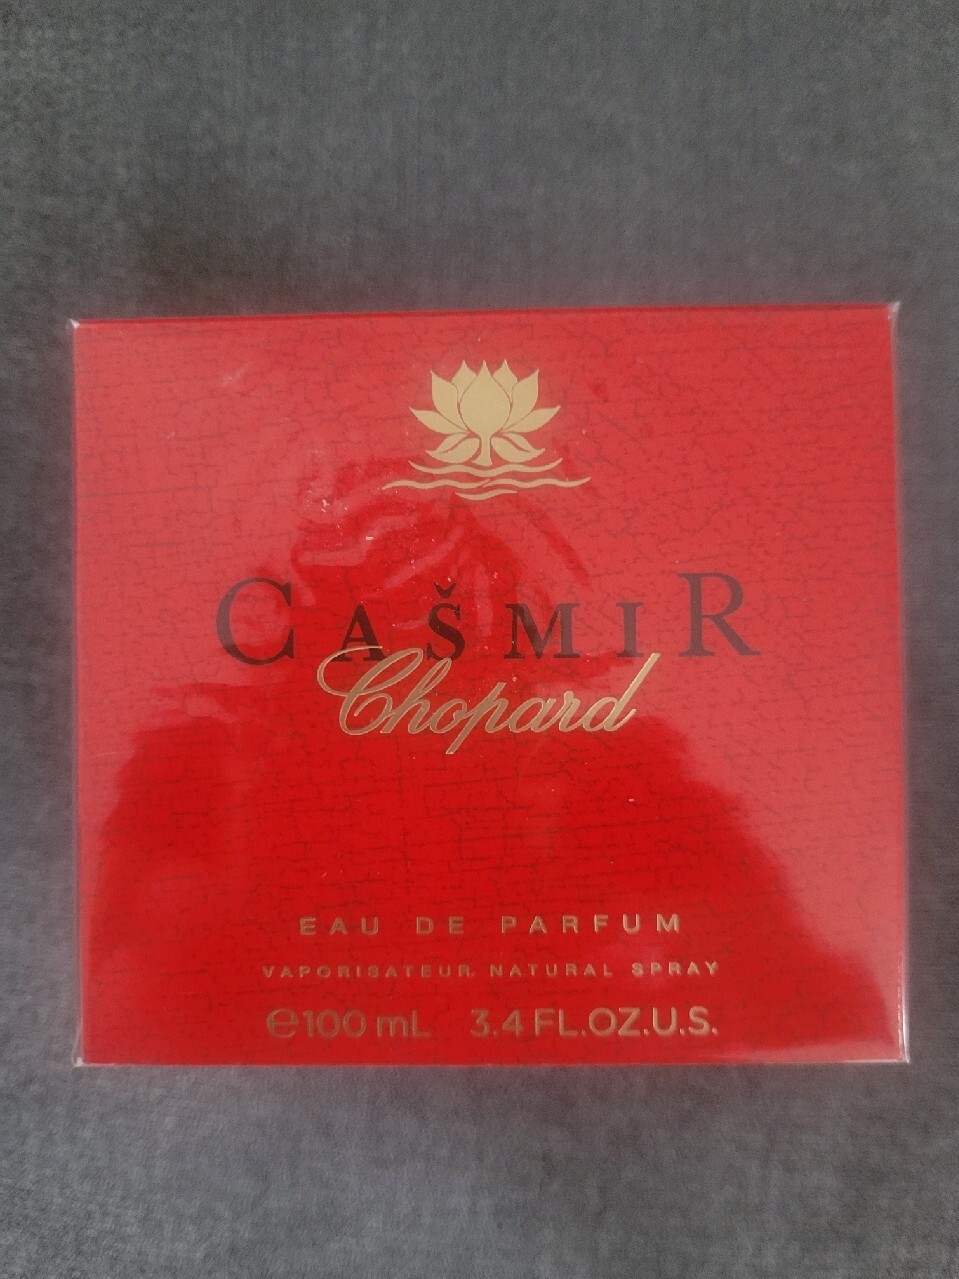 CAŠMIR
Chopard
EAU DE PARFUM
VAPORISATEUR. NATURAL SPRAY
℮100 mL 3.4 FL.OZ.U.S.